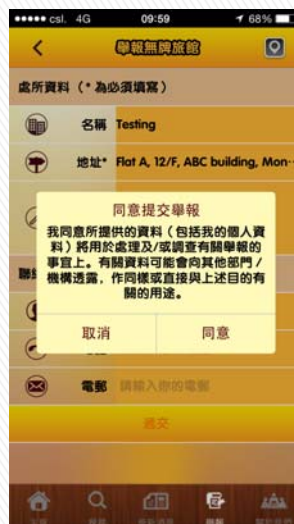 csl. 4G 09:59 68%
舉報無牌旅館
處所資料（* 為必須填寫）
名稱 Testing
地址* Flat A, 12/F, ABC building, Mon…
同意提交舉報
我同意所提供的資料（包括我的個人資
料）將用於處理及/或調查有關舉報的
事宜上。有關資料可能會向其他部門／
機構透露，作同樣或直接與上述目的有
關的用途。
聯
取消 同意
電郵 請輸入你的電郵
遞交